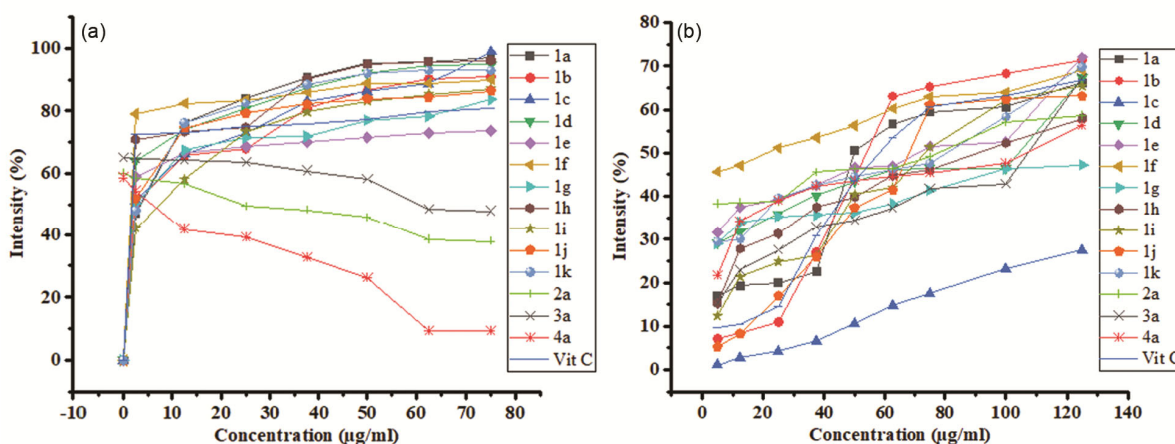 (a)
Intensity (%)
100
80
60
40
20
0
-10 0 10 20 30 40 50 60 70 80
Concentration (µg/ml)
1a
1b
1c
1d
1e
1f
1g
1h
1i
1j
1k
2a
3a
4a
Vit C
(b)
Intensity (%)
80
70
60
50
40
30
20
10
0
0 20 40 60 80 100 120 140
Concentration (µg/ml)
1a
1b
1c
1d
1e
1f
1g
1h
1i
1j
1k
2a
3a
4a
Vit C